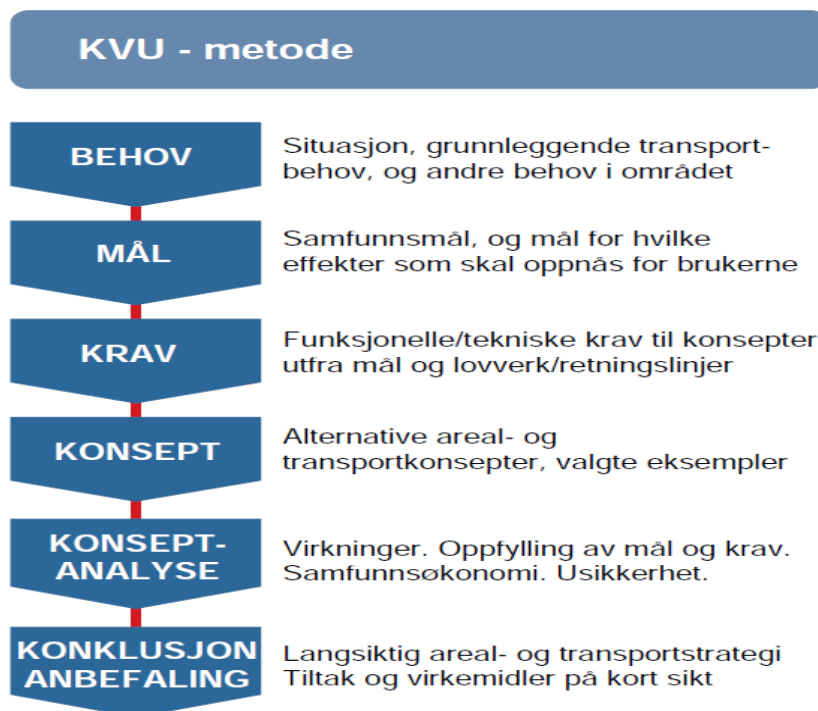 KVU - metode
BEHOV
Situasjon, grunnleggende transport-
behov, og andre behov i området
MÅL
Samfunnsmål, og mål for hvilke
effekter som skal oppnås for brukerne
KRAV
Funksjonelle/tekniske krav til konsepter
utfra mål og lovverk/retningslinjer
KONSEPT
Alternative areal- og
transportkonsepter, valgte eksempler
KONSEPT-
ANALYSE
Virkninger. Oppfylling av mål og krav.
Samfunnsøkonomi. Usikkerhet.
KONKLUSJON
ANBEFALING
Langsiktig areal- og transportstrategi
Tiltak og virkemidler på kort sikt